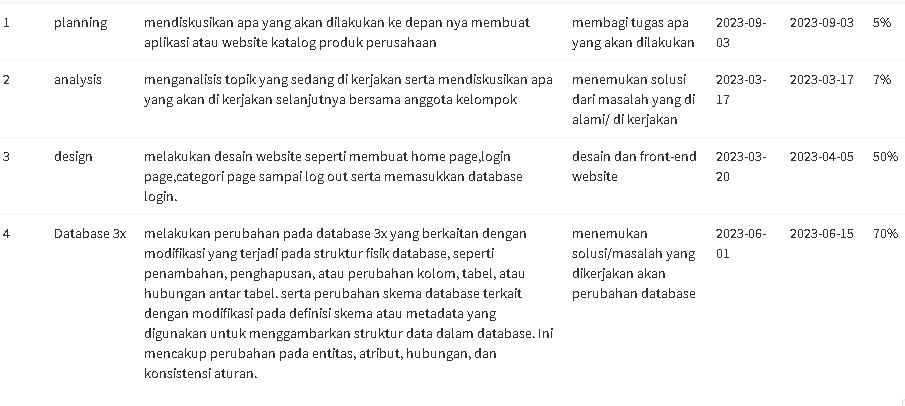 1 planning mendiskusikan apa yang akan dilakukan ke depan nya membuat membagi tugas apa 2023-09- 2023-09-03 5%
aplikasi atau website katalog produk perusahaan yang akan dilakukan 03
2 analysis menganalisis topik yang sedang di kerjakan serta mendiskusikan apa menemukan solusi 2023-03- 2023-03-17 7%
yang akan di kerjakan selanjutnya bersama anggota kelompok dari masalah yang di 17
alami/ di kerjakan
3 design melakukan desain website seperti membuat home page,login desain dan front-end 2023-03- 2023-04-05 50%
page,categori page sampai log out serta memasukkan database website 20
login.
4 Database 3x melakukan perubahan pada database 3x yang berkaitan dengan menemukan 2023-06- 2023-06-15 70%
modifikasi yang terjadi pada struktur fisik database, seperti solusi/masalah yang 01
penambahan, penghapusan, atau perubahan kolom, tabel, atau dikerjakan akan
hubungan antar tabel. serta perubahan skema database terkait perubahan database
dengan modifikasi pada definisi skema atau metadata yang
digunakan untuk menggambarkan struktur data dalam database. Ini
mencakup perubahan pada entitas, atribut, hubungan, dan
konsistensi aturan.